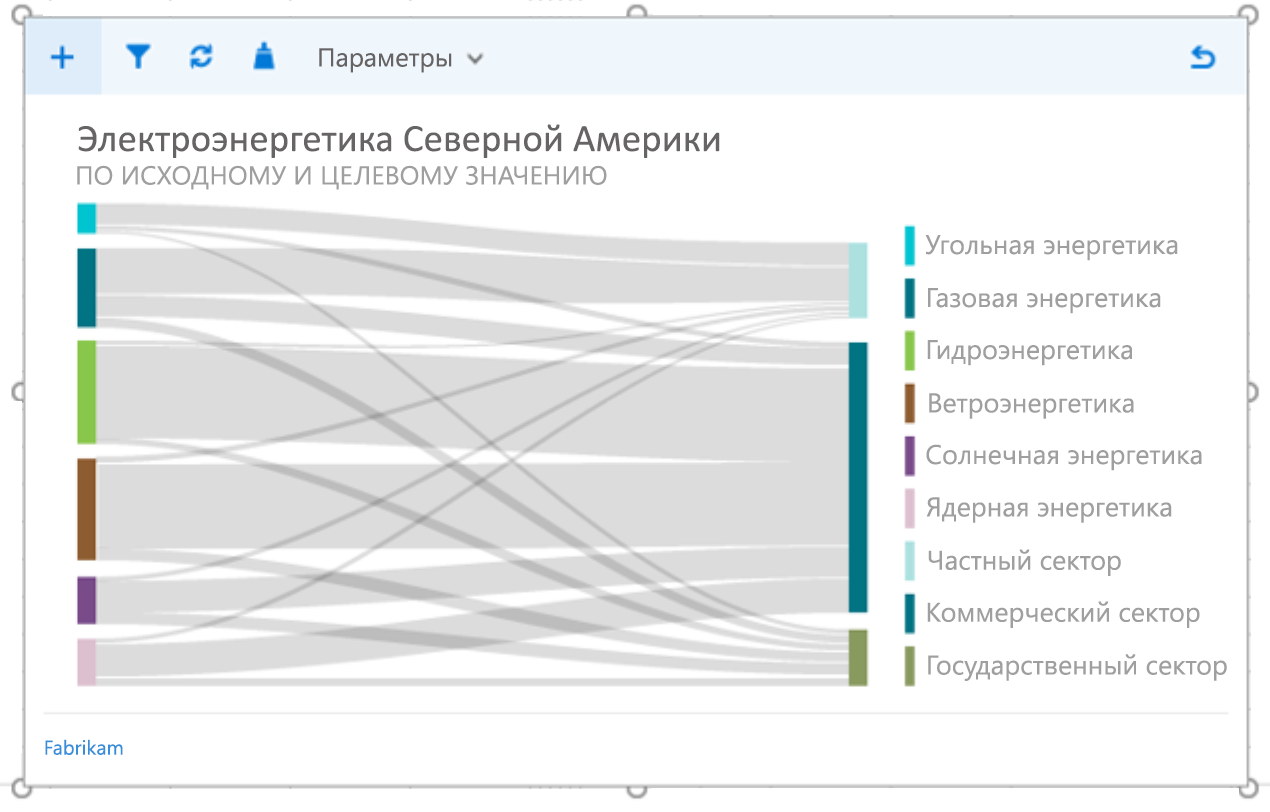 Параметры
Электроэнергетика Северной Америки
ПО ИСХОДНОМУ И ЦЕЛЕВОМУ ЗНАЧЕНИЮ
Угольная энергетика
Газовая энергетика
Гидроэнергетика
Ветроэнергетика
Солнечная энергетика
Ядерная энергетика
Частный сектор
Коммерческий сектор
Государственный сектор
Fabrikam